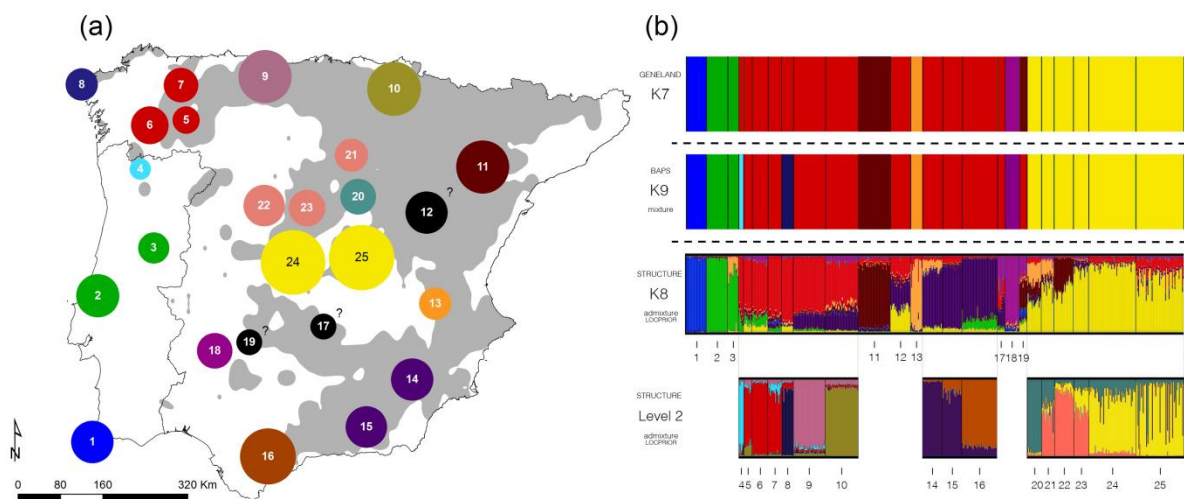 (a)
(b)
8
7
9
10
6
5
4
21
11
22
23
20
12
?
3
24
25
2
13
19
?
17
?
18
14
15
1
16
N
0 80 160 320 Km
GENELAND
K7
BAPS
K9
mixture
STRUCTURE
K8
admixture
LOCPRIOR
1 2 3 11 12 13 17 18 19
STRUCTURE
Level 2
admixture
LOCPRIOR
4 5 6 7 8 9 10 14 15 16 20 21 22 23 24 25